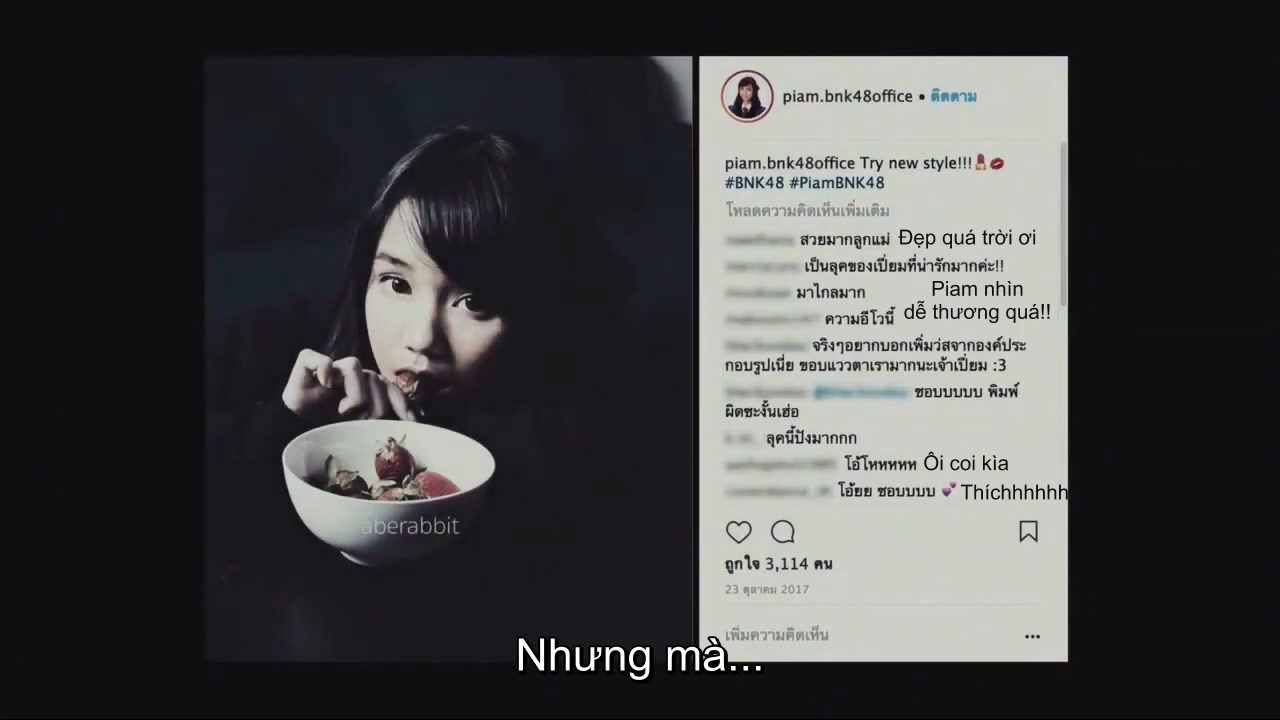 piam.bnk48office • ติดตาม
piam.bnk48office Try new style!!!💄💋
#BNK48 #PiamBNK48
โหลดความคิดเห็นเพิ่มเติม
สวยมากลูกแม่ Đẹp quá trời ơi
เป็นลุคของเปี่ยมที่น่ารักมากค่ะ!!
มาไกลมาก Piam nhìn
ความอีโวนี้ dễ thương quá!!
จริงๆอยากบอกเพิ่มว่สจากองค์ประ
กอบรูปเนี่ย ขอบแววตาเรามากนะเจ้าเปี่ยม :3
ชอบบบบบ พิมพ์
ผิดซะงั้นเฮ่อ
ลุคนี้ปังมากกก
โอ้โหหหหห Ôi coi kìa
โอ้ยย ชอบบบบ 💕 Thíchhhhhh
aberabbit
ถูกใจ 3,114 คน
23 ตุลาคม 2017
เพิ่มความคิดเห็น
Nhưng mà...